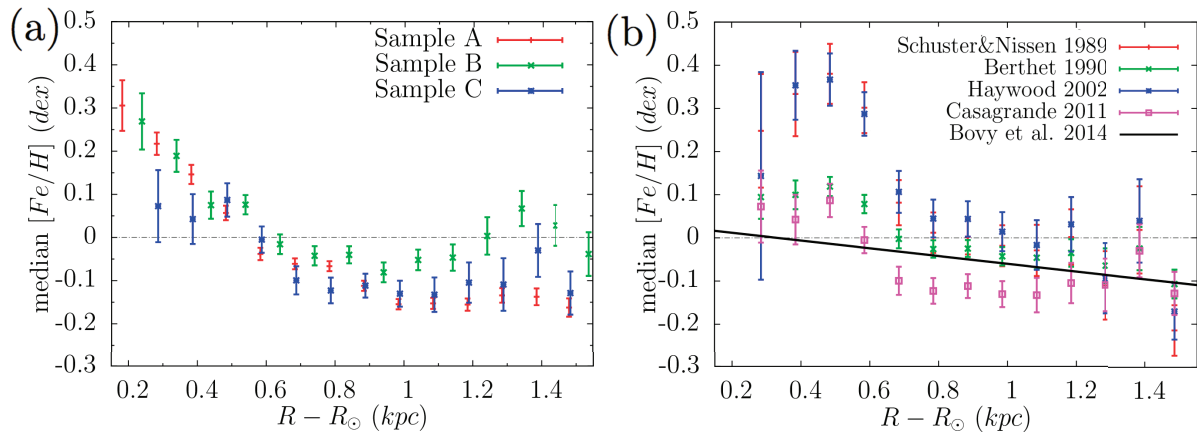 (a)
0.5
0.4
0.3
0.2
0.1
0
-0.1
-0.2
-0.3
median [Fe/H] (dex)
Sample A
Sample B
Sample C
0.2 0.4 0.6 0.8 1 1.2 1.4
R − R⊙ (kpc)
(b)
0.5
0.4
0.3
0.2
0.1
0
-0.1
-0.2
-0.3
median [Fe/H] (dex)
Schuster&Nissen 1989
Berthet 1990
Haywood 2002
Casagrande 2011
Bovy et al. 2014
0.2 0.4 0.6 0.8 1 1.2 1.4
R − R⊙ (kpc)